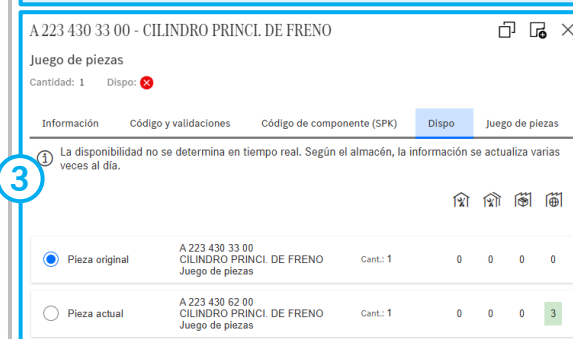 A 223 430 33 00 - CILINDRO PRINCI. DE FRENO
Juego de piezas
Cantidad: 1 Dispo:
Información Código y validaciones Código de componente (SPK) Dispo Juego de piezas
La disponibilidad no se determina en tiempo real. Según el almacén, la información se actualiza varias
veces al día.
3
A 223 430 33 00
Pieza original CILINDRO PRINCI. DE FRENO Cant.: 1 0 0 0 0
Juego de piezas
A 223 430 62 00
Pieza actual CILINDRO PRINCI. DE FRENO Cant.: 1 0 0 0 3
Juego de piezas